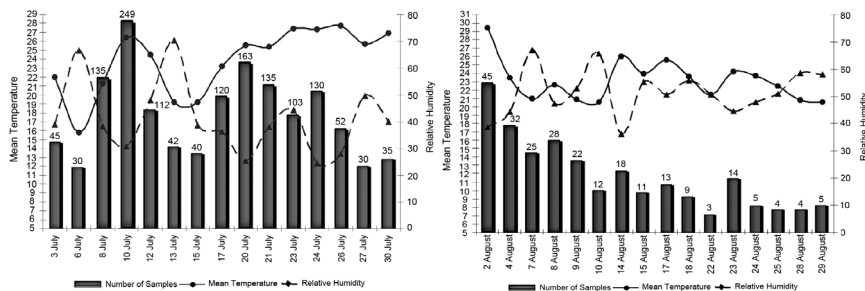 29
28
27
26
25
24
23
22
21
20
19
18
17
16
15
14
13
12
11
10
9
8
7
6
5
Mean Temperature
80
70
60
50
40
30
20
10
0
Relative Humidity
45
30
135
249
112
42
40
120
163
135
103
130
52
30
35
3 July
6 July
8 July
10 July
12 July
13 July
15 July
17 July
20 July
21 July
23 July
24 July
26 July
27 July
30 July
Number of Samples
Mean Temperature
Relative Humidity
31
30
29
28
27
26
25
24
23
22
21
20
19
18
17
16
15
14
13
12
11
10
9
8
7
6
5
Mean Temperature
80
70
60
50
40
30
20
10
0
Relative Humidity
45
32
25
28
22
12
18
11
13
9
3
14
5
4
4
5
2 August
4 August
7 August
8 August
9 August
10 August
14 August
15 August
17 August
18 August
22 August
23 August
24 August
25 August
28 August
29 August
Number of Samples
Mean Temperature
Relative Humidity